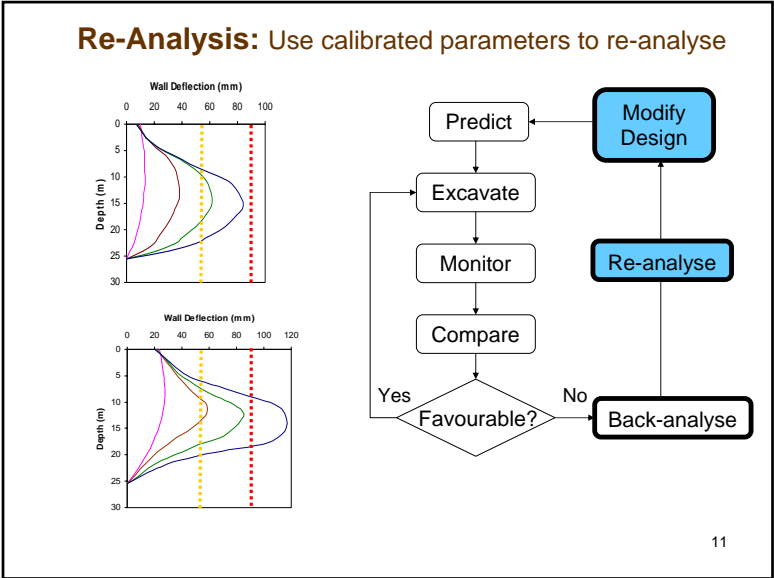 Re-Analysis: Use calibrated parameters to re-analyse
Wall Deflection (mm)
0 20 40 60 80 100
0
5
10
15
20
25
30
Depth (m)
Wall Deflection (mm)
0 20 40 60 80 100 120
0
5
10
15
20
25
30
Depth (m)
Predict
Modify
Design
Excavate
Monitor
Re-analyse
Compare
Yes
No
Favourable?
Back-analyse
11